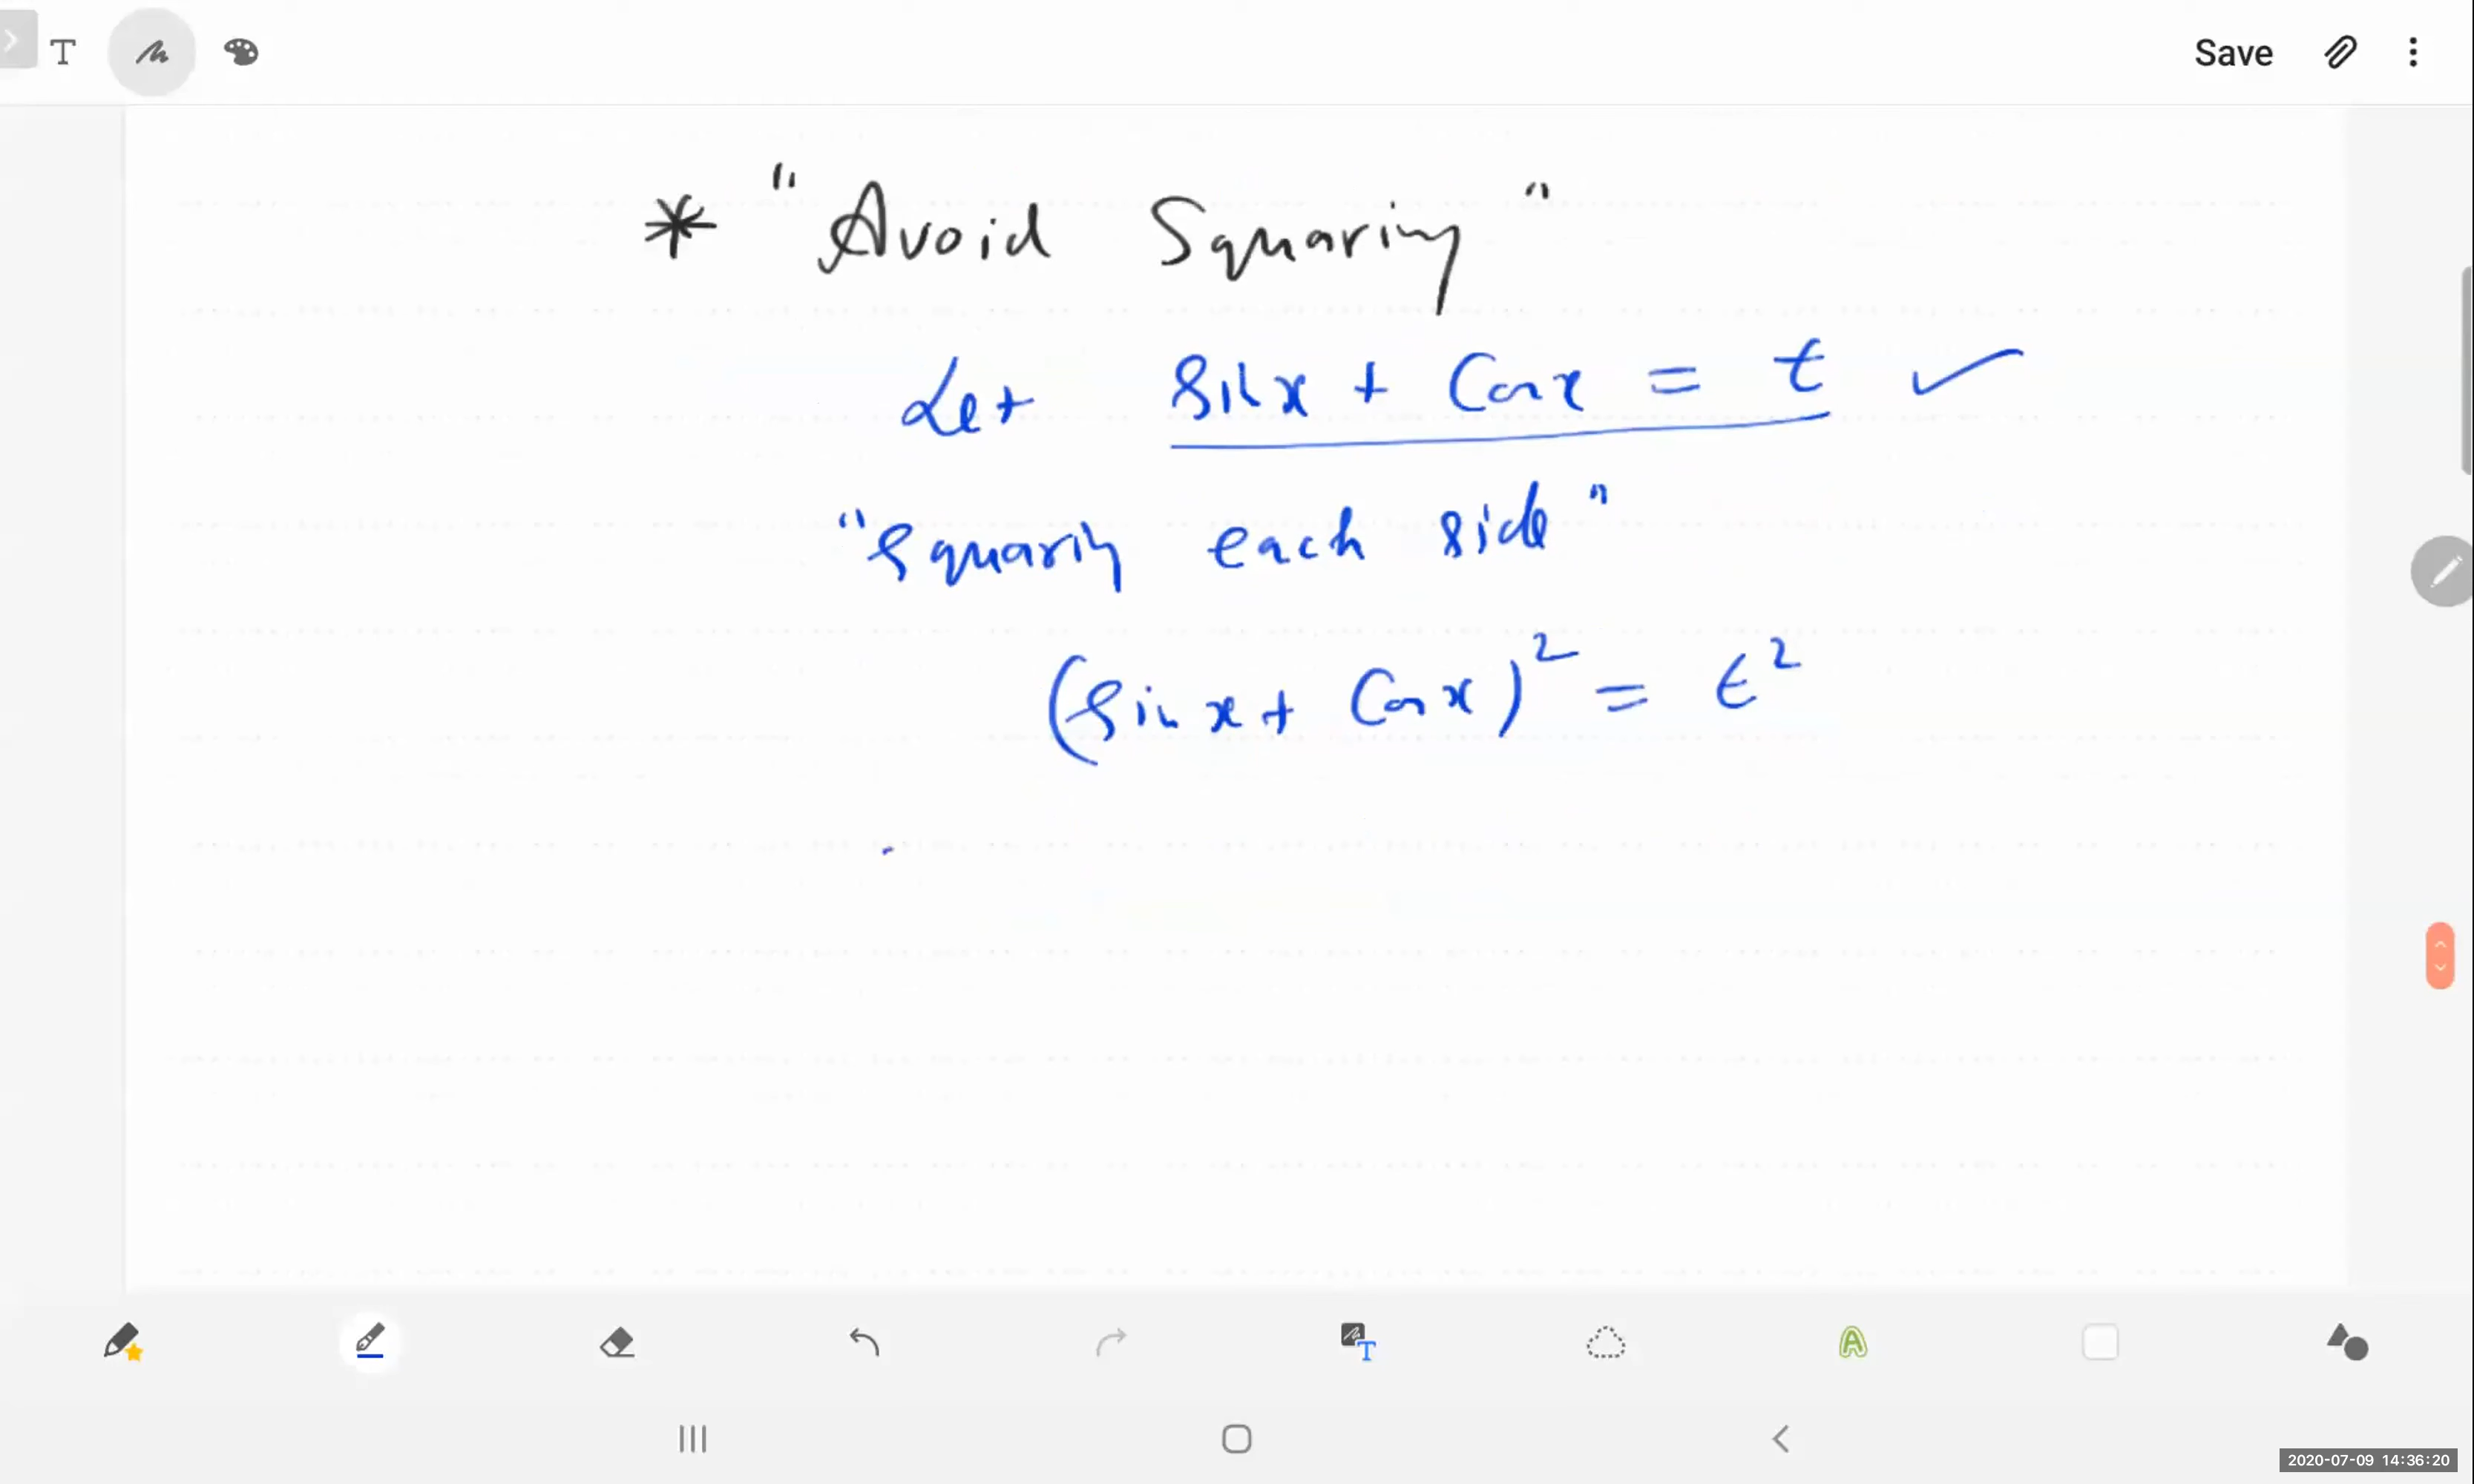 T
Save
* "Avoid Squaring"
Let sinx + Cosx = t ✓
"Squaring each side"
(sin x + Cos x)² = t²
T
A
2020-07-09 14:36:20